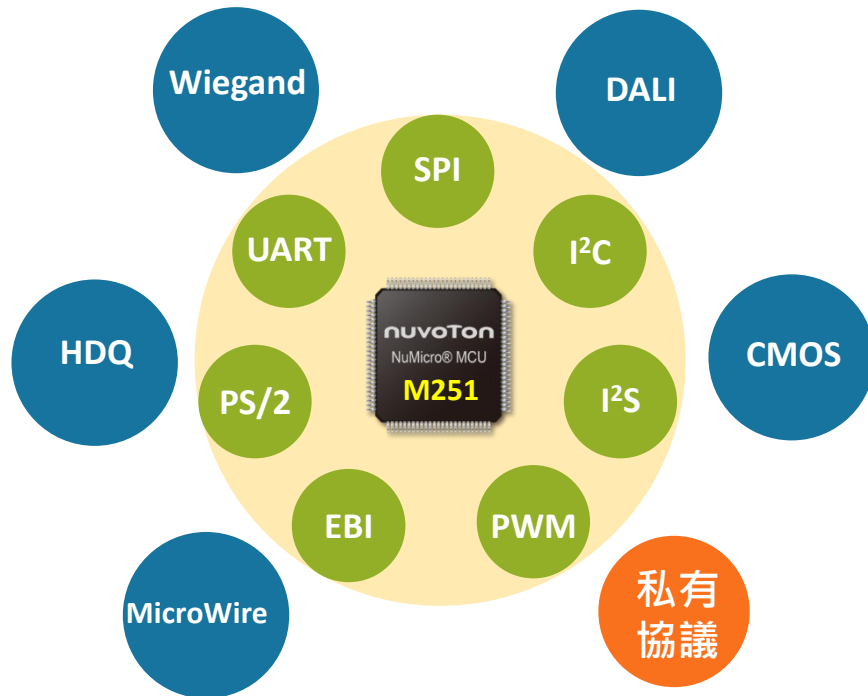 Wiegand
DALI
SPI
UART
I²C
nuvoTon
NuMicro® MCU
M251
HDQ
CMOS
PS/2
I²S
EBI
PWM
MicroWire
私有
協議